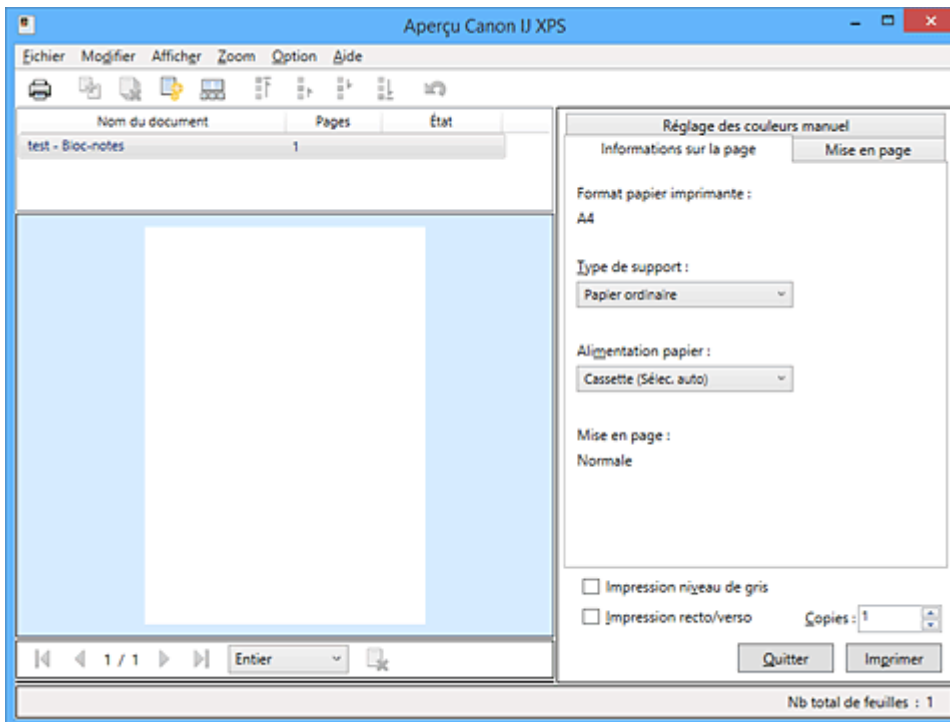 Aperçu Canon IJ XPS
Fichier Modifier Afficher Zoom Option Aide
Nom du document Pages État
test - Bloc-notes 1
Réglage des couleurs manuel
Informations sur la page Mise en page
Format papier imprimante :
A4
Type de support :
Papier ordinaire
Alimentation papier :
Cassette (Sélec. auto)
Mise en page :
Normale
Impression niveau de gris
Impression recto/verso Copies : 1
1 / 1 Entier
Quitter Imprimer
Nb total de feuilles : 1